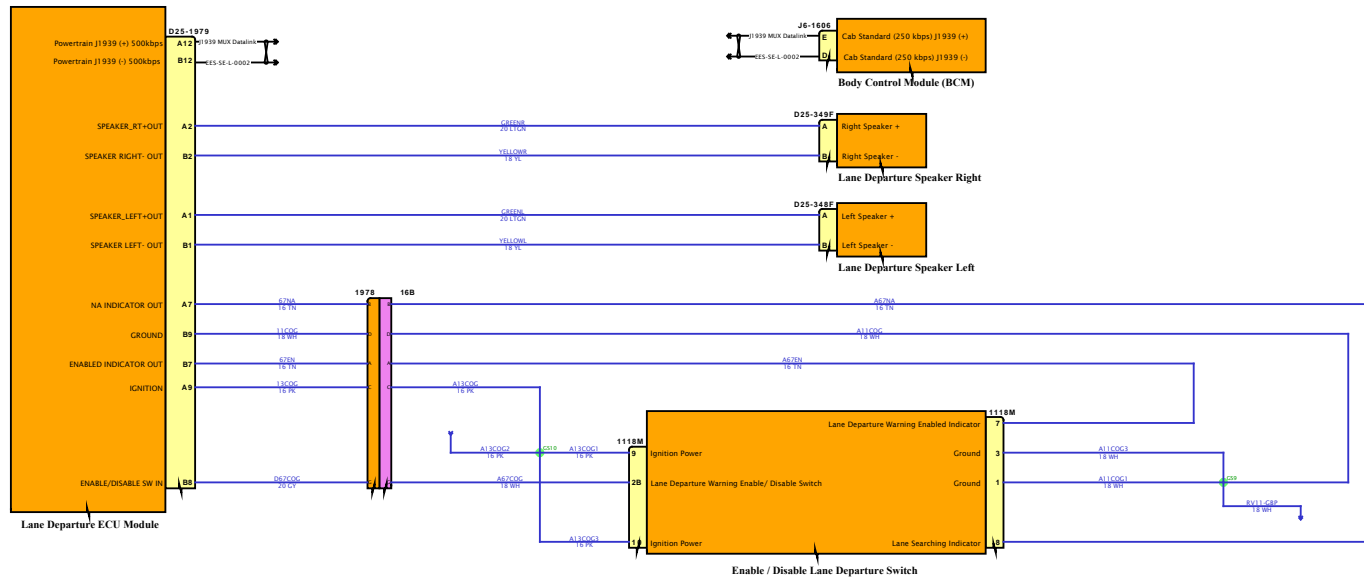 D25-1979
J6-1606
Powertrain J1939 (+) 500kbps
A12
J1939 MUX Datalink
J1939 MUX Datalink
E
Cab Standard (250 kbps) J1939 (+)
Powertrain J1939 (-) 500kbps
B12
EES-SE-L-0002
EES-SE-L-0002
D
Cab Standard (250 kbps) J1939 (-)
Body Control Module (BCM)
D25-349F
SPEAKER_RT+OUT
A2
GREENR
20 LTGN
A
Right Speaker +
SPEAKER RIGHT- OUT
B2
YELLOWR
18 YL
B
Right Speaker -
Lane Departure Speaker Right
D25-348F
SPEAKER_LEFT+OUT
A1
GREENL
20 LTGN
A
Left Speaker +
SPEAKER LEFT- OUT
B1
YELLOWL
18 YL
B
Left Speaker -
Lane Departure Speaker Left
1978
16B
NA INDICATOR OUT
A7
67NA
16 TN
A67NA
16 TN
GROUND
B9
11COG
18 WH
D
D
A11COG
18 WH
ENABLED INDICATOR OUT
B7
67EN
16 TN
A
A
A67EN
16 TN
IGNITION
A9
13COG
16 PK
C
C
A13COG
16 PK
1118M
1118M
Lane Departure Warning Enabled Indicator
7
A13COG2
16 PK
GS10
A13COG1
16 PK
9
Ignition Power
Ground
3
A11COG3
18 WH
ENABLE/DISABLE SW IN
B8
D67COG
20 GY
A67COG
18 WH
2B
Lane Departure Warning Enable/ Disable Switch
Ground
1
A11COG1
18 WH
GS9
RV11-GBP
18 WH
Lane Departure ECU Module
A13COG3
16 PK
10
Ignition Power
Lane Searching Indicator
8
Enable / Disable Lane Departure Switch